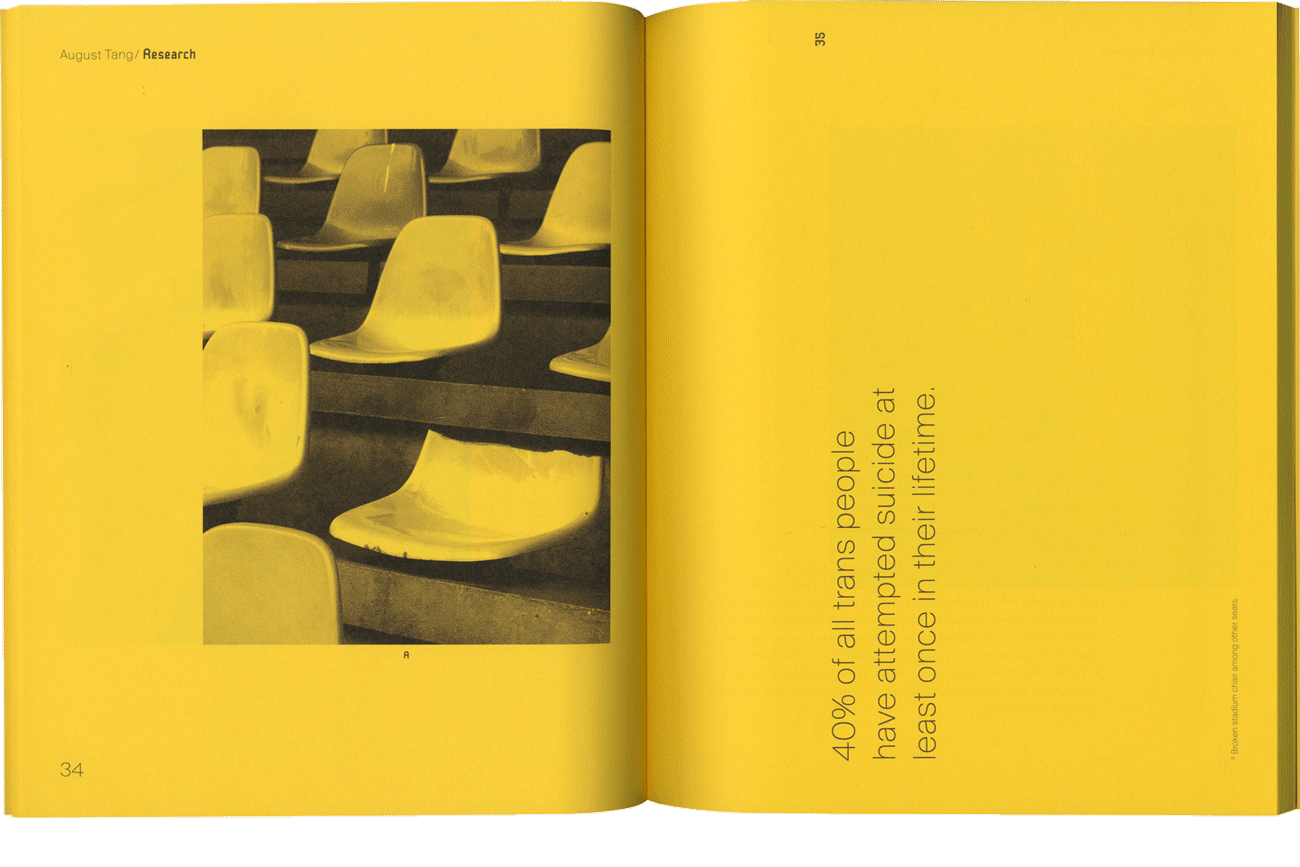 August Tang/ Research
A
34
35
40% of all trans people
have attempted suicide at
least once in their lifetime.
A Broken stadium chair among other seats.